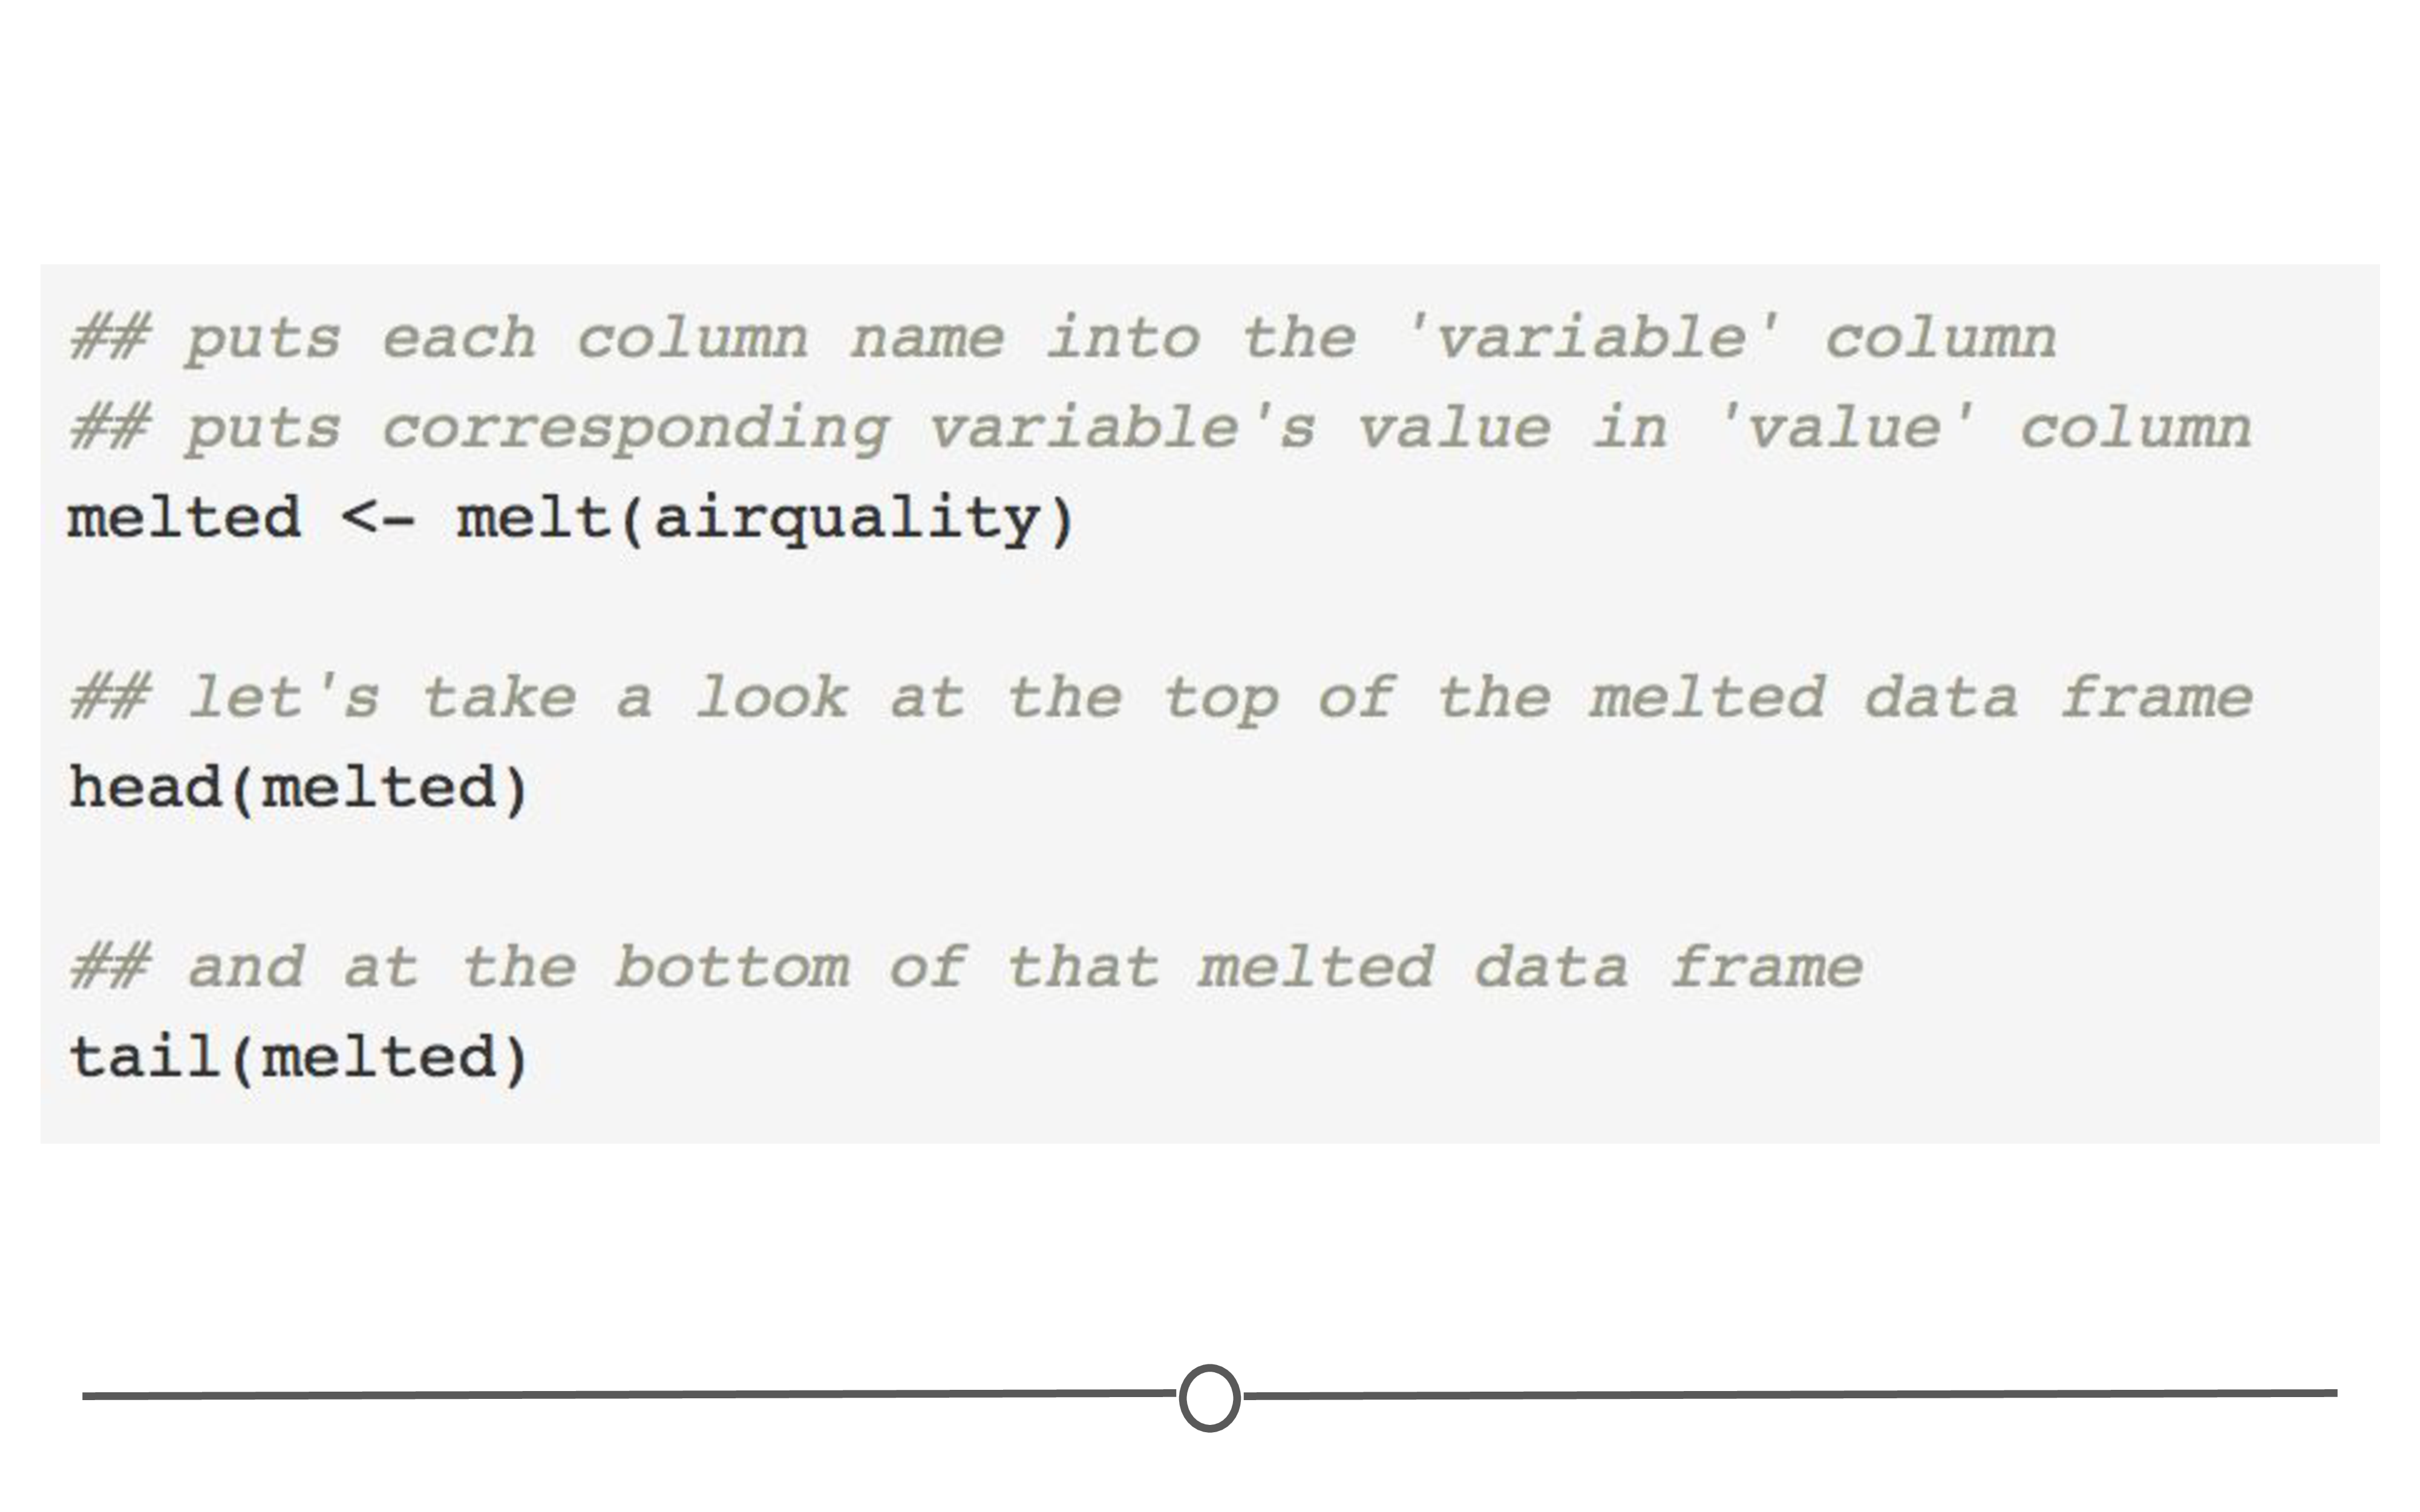 ## puts each column name into the 'variable' column
## puts corresponding variable's value in 'value' column
melted <- melt(airquality)
## let's take a look at the top of the melted data frame
head(melted)
## and at the bottom of that melted data frame
tail(melted)